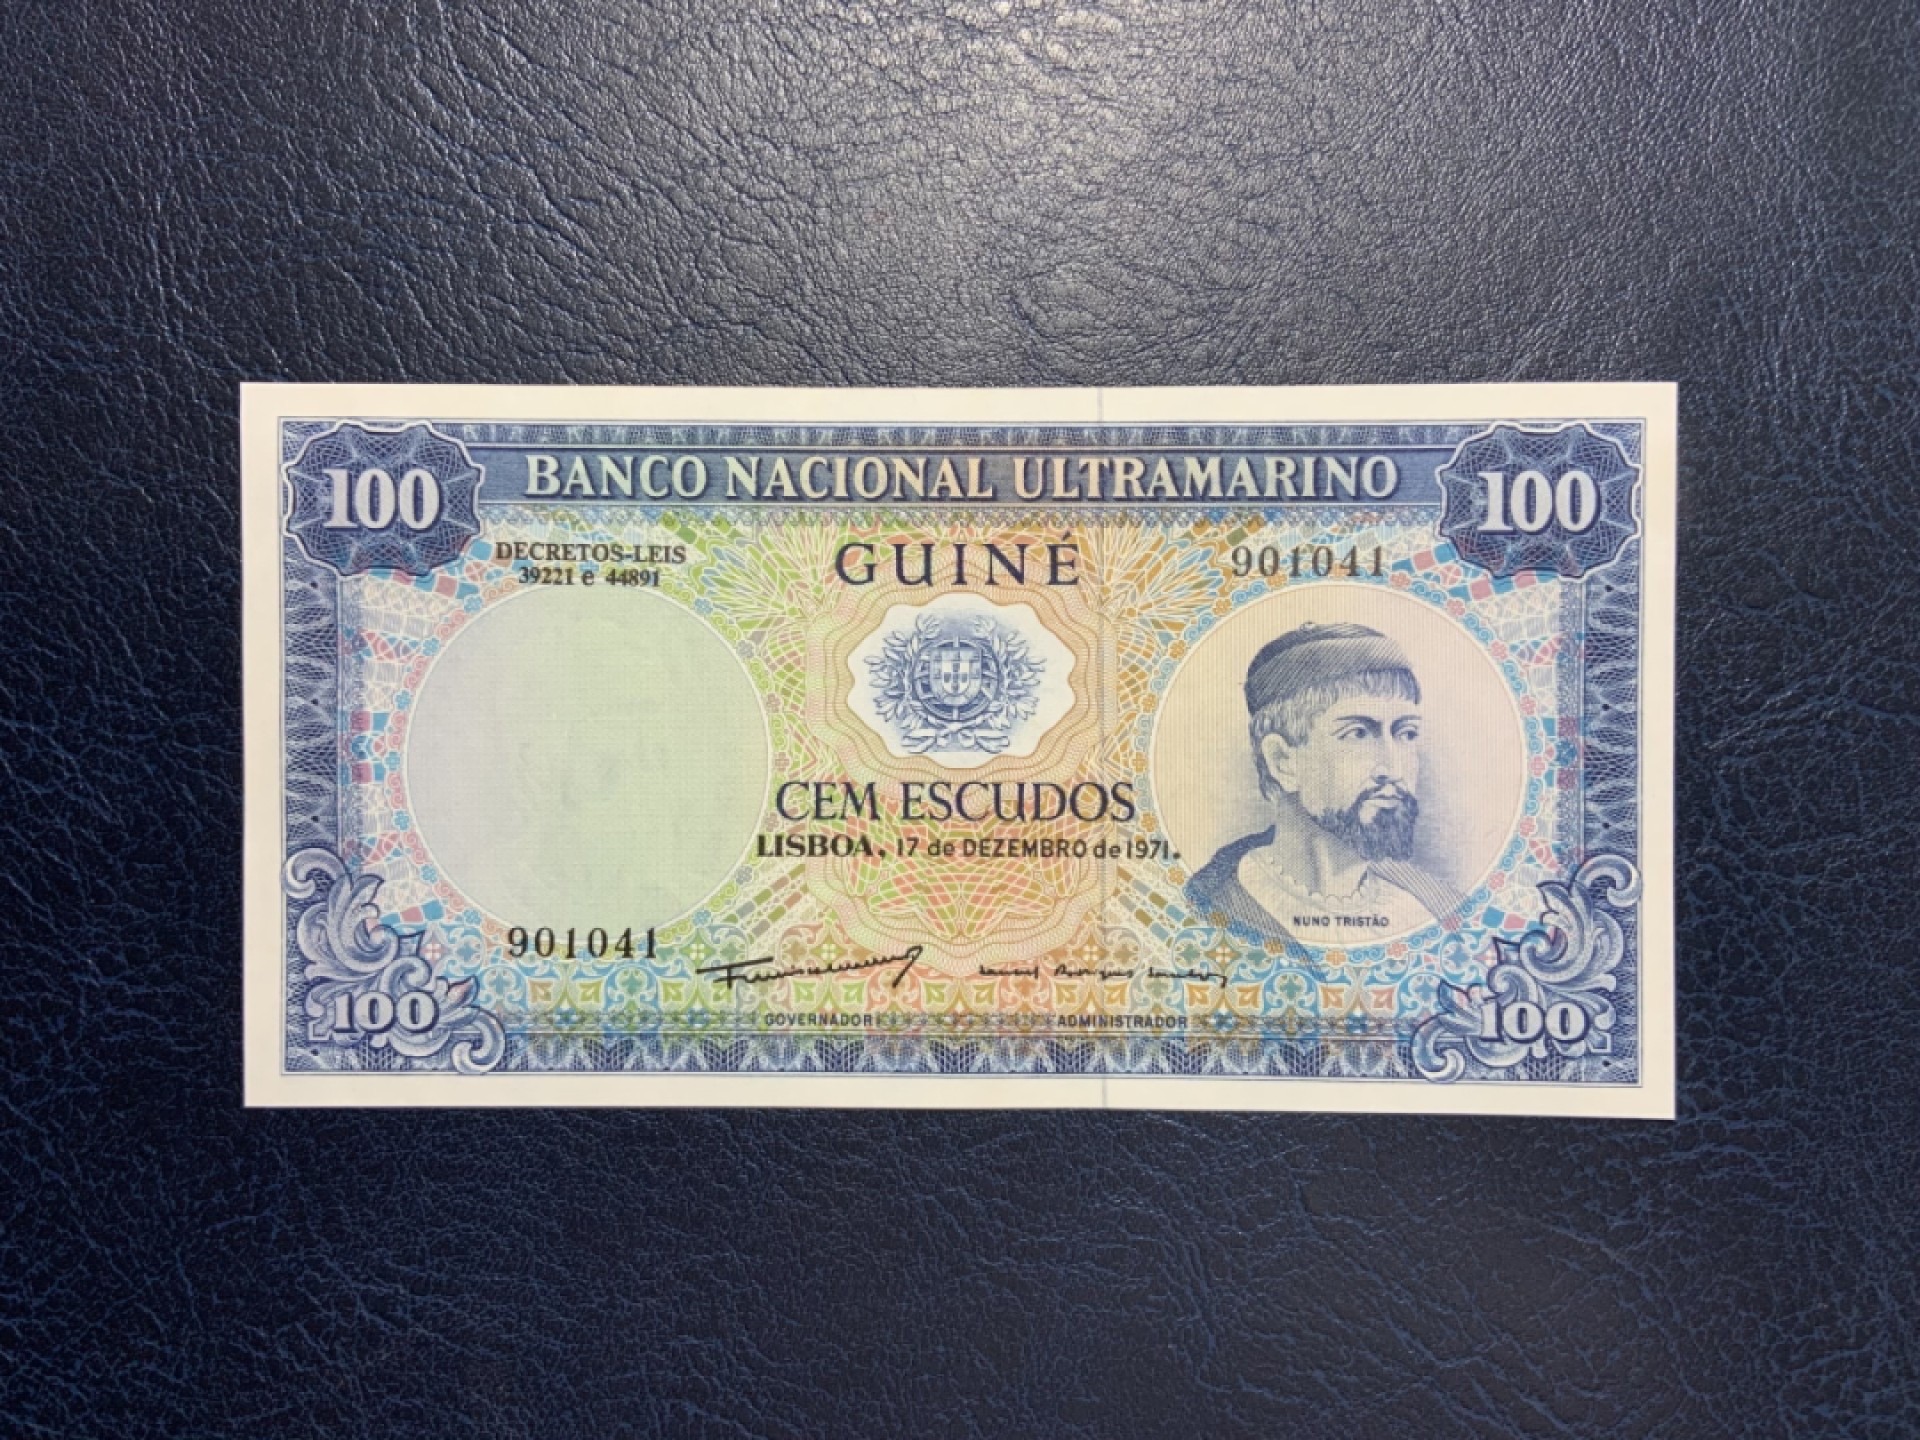 100
BANCO NACIONAL ULTRAMARINO
100
DECRETOS-LEIS
39221 e 44891
GUINÉ
901041
CEM ESCUDOS
LISBOA, 17 de DEZEMBRO de 1971.
NUNO TRISTÃO
901041
100
GOVERNADOR
ADMINISTRADOR
100